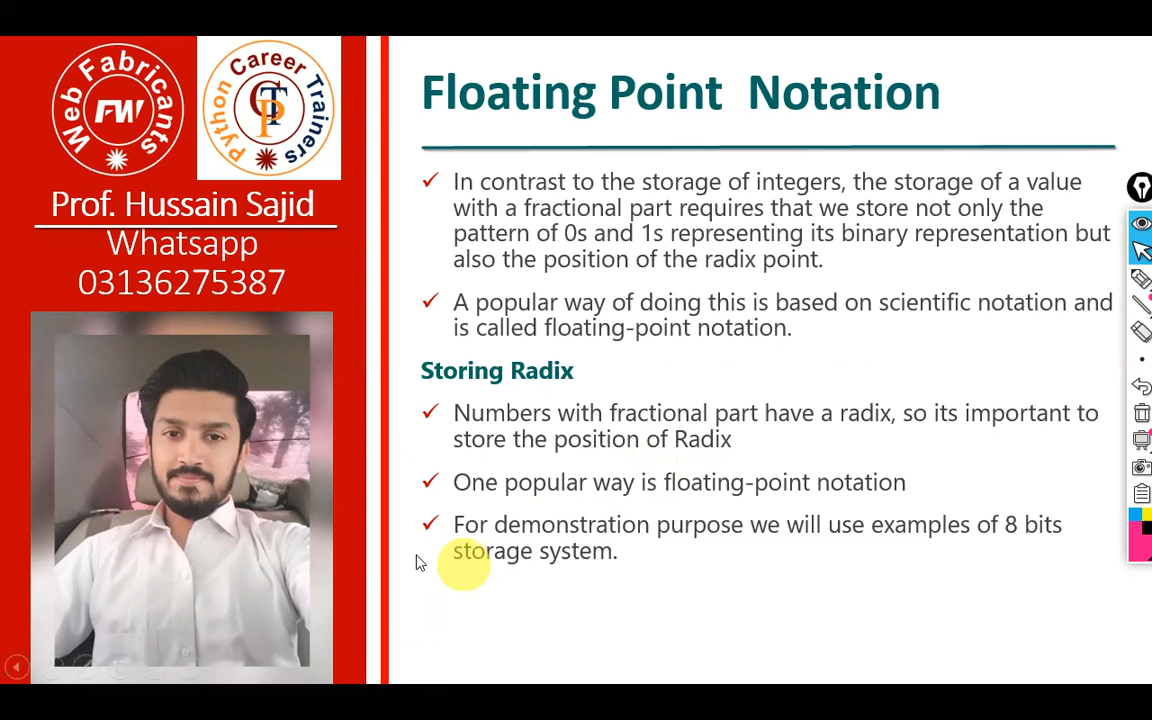 Web Fabricants
FW
Python Career Trainers
CTP
Prof. Hussain Sajid
Whatsapp
03136275387
Floating Point Notation
In contrast to the storage of integers, the storage of a value
with a fractional part requires that we store not only the
pattern of 0s and 1s representing its binary representation but
also the position of the radix point.
A popular way of doing this is based on scientific notation and
is called floating-point notation.
Storing Radix
Numbers with fractional part have a radix, so its important to
store the position of Radix
One popular way is floating-point notation
For demonstration purpose we will use examples of 8 bits
storage system.